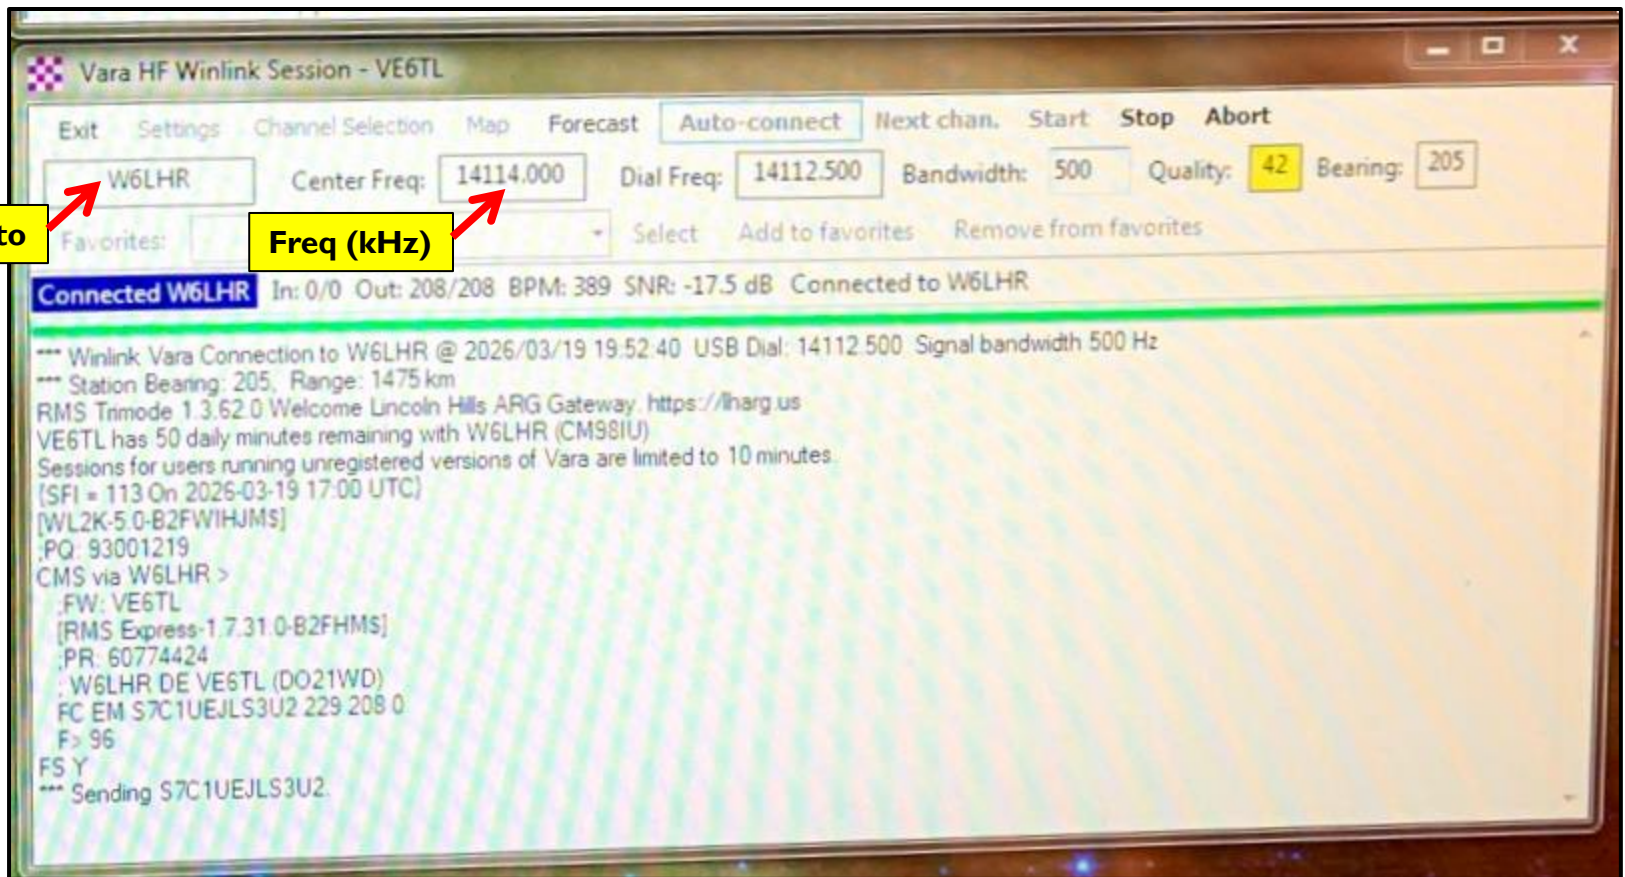 Vara HF Winlink Session - VE6TL
Exit Settings Channel Selection Map Forecast Auto-connect Next chan. Start Stop Abort
W6LHR Center Freq: 14114.000 Dial Freq: 14112.500 Bandwidth: 500 Quality: 42 Bearing: 205
to Favorites: Freq (kHz) Select Add to favorites Remove from favorites
Connected W6LHR In: 0/0 Out: 208/208 BPM: 389 SNR: -17.5 dB Connected to W6LHR
*** Winlink Vara Connection to W6LHR @ 2026/03/19 19:52:40 USB Dial: 14112.500 Signal bandwidth 500 Hz
*** Station Bearing: 205, Range: 1475 km
RMS Trimode 1.3.62.0 Welcome Lincoln Hills ARG Gateway. https://lharg.us
VE6TL has 50 daily minutes remaining with W6LHR (CM98IU)
Sessions for users running unregistered versions of Vara are limited to 10 minutes.
{SFI = 113 On 2026-03-19 17:00 UTC}
[WL2K-5.0-B2FWIHJM$]
;PQ: 93001219
CMS via W6LHR >
;FW: VE6TL
[RMS Express-1.7.31.0-B2FHM$]
;PR: 60774424
; W6LHR DE VE6TL (DO21WD)
FC EM S7C1UEJLS3U2 229 208 0
F> 96
FS Y
*** Sending S7C1UEJLS3U2.